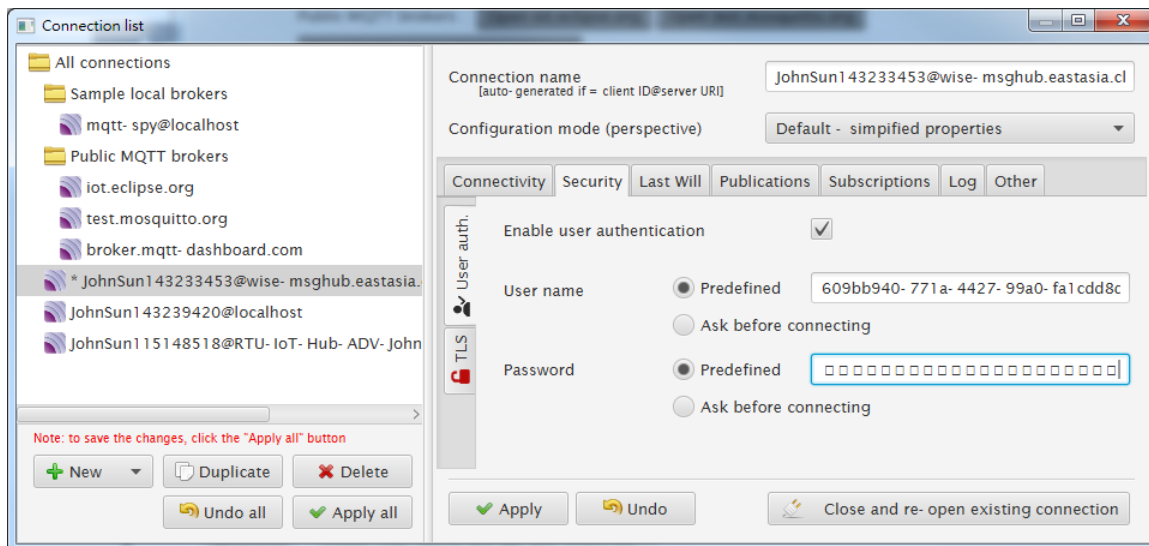 Connection list
All connections
Sample local brokers
mqtt- spy@localhost
Public MQTT brokers
iot.eclipse.org
test.mosquitto.org
broker.mqtt- dashboard.com
* JohnSun143233453@wise- msghub.eastasia.
JohnSun143239420@localhost
JohnSun115148518@RTU- IoT- Hub- ADV- John
Note: to save the changes, click the "Apply all" button
New
Duplicate
Delete
Undo all
Apply all
Connection name
[auto- generated if = client ID@server URI]
JohnSun143233453@wise- msghub.eastasia.cl
Configuration mode (perspective)
Default - simpified properties
Connectivity Security Last Will Publications Subscriptions Log Other
User auth.
TLS
Enable user authentication
User name
Predefined
609bb940- 771a- 4427- 99a0- fa1cdd8c
Ask before connecting
Password
Predefined
Ask before connecting
Apply
Undo
Close and re- open existing connection